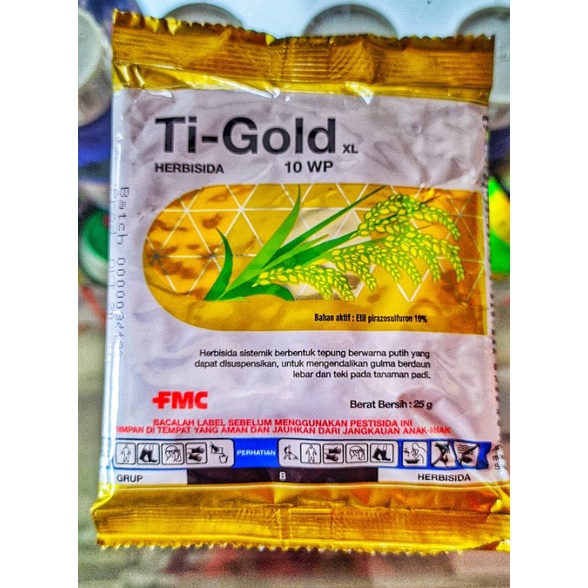 Ti-Gold XL
HERBISIDA 10 WP
Batch
Bahan aktif : Etil pirazosulfuron 10%
Herbisida sistemik berbentuk tepung berwarna putih yang
dapat disuspensikan, untuk mengendalikan gulma berdaun
lebar dan teki pada tanaman padi.
FMC
Berat Bersih : 25 g
BACALAH LABEL SEBELUM MENGGUNAKAN PESTISIDA INI
SIMPAN DI TEMPAT YANG AMAN DAN JAUHKAN DARI JANGKAUAN ANAK-ANAK
PERHATIAN
GRUP B HERBISIDA